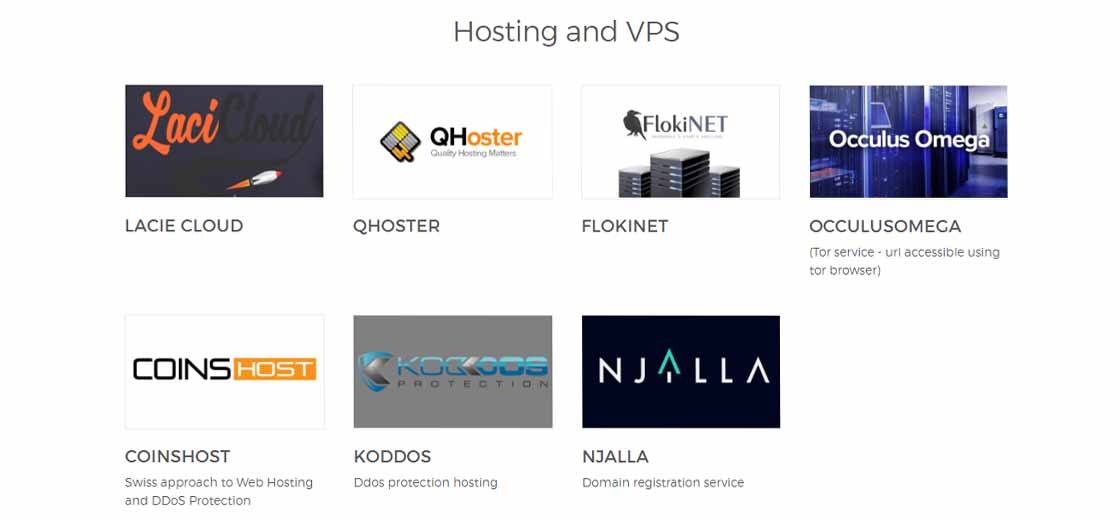 Hosting and VPS
LaciCloud
QHoster
Quality Hosting Matters
FlokiNET
Occulus Omega
LACIE CLOUD
QHOSTER
FLOKINET
OCCULUSOMEGA
(Tor service - url accessible using
tor browser)
COINSHOST
KODDOS
PROTECTION
NJALLA
COINSHOST
KODDOS
NJALLA
Swiss approach to Web Hosting
and DDoS Protection
Ddos protection hosting
Domain registration service